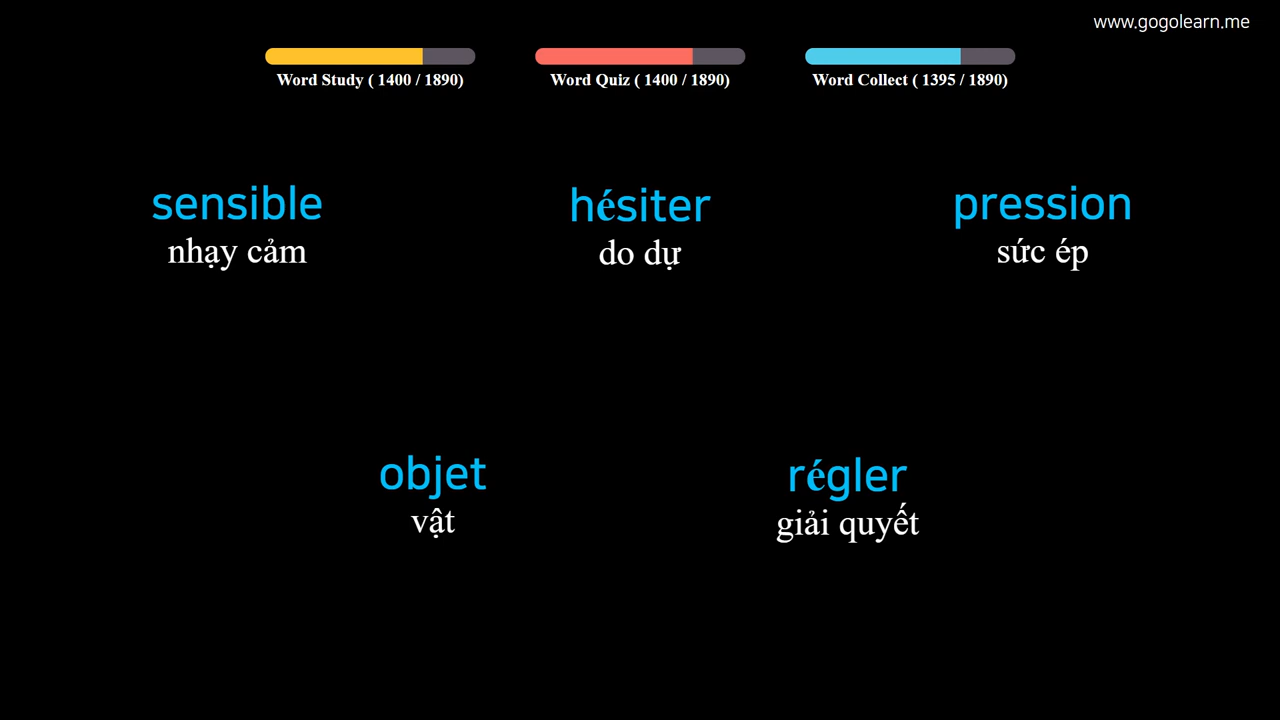 www.gogolearn.me
Word Study ( 1400 / 1890)
Word Quiz ( 1400 / 1890)
Word Collect ( 1395 / 1890)
sensible
nhạy cảm
hésiter
do dự
pression
sức ép
objet
vật
régler
giải quyết